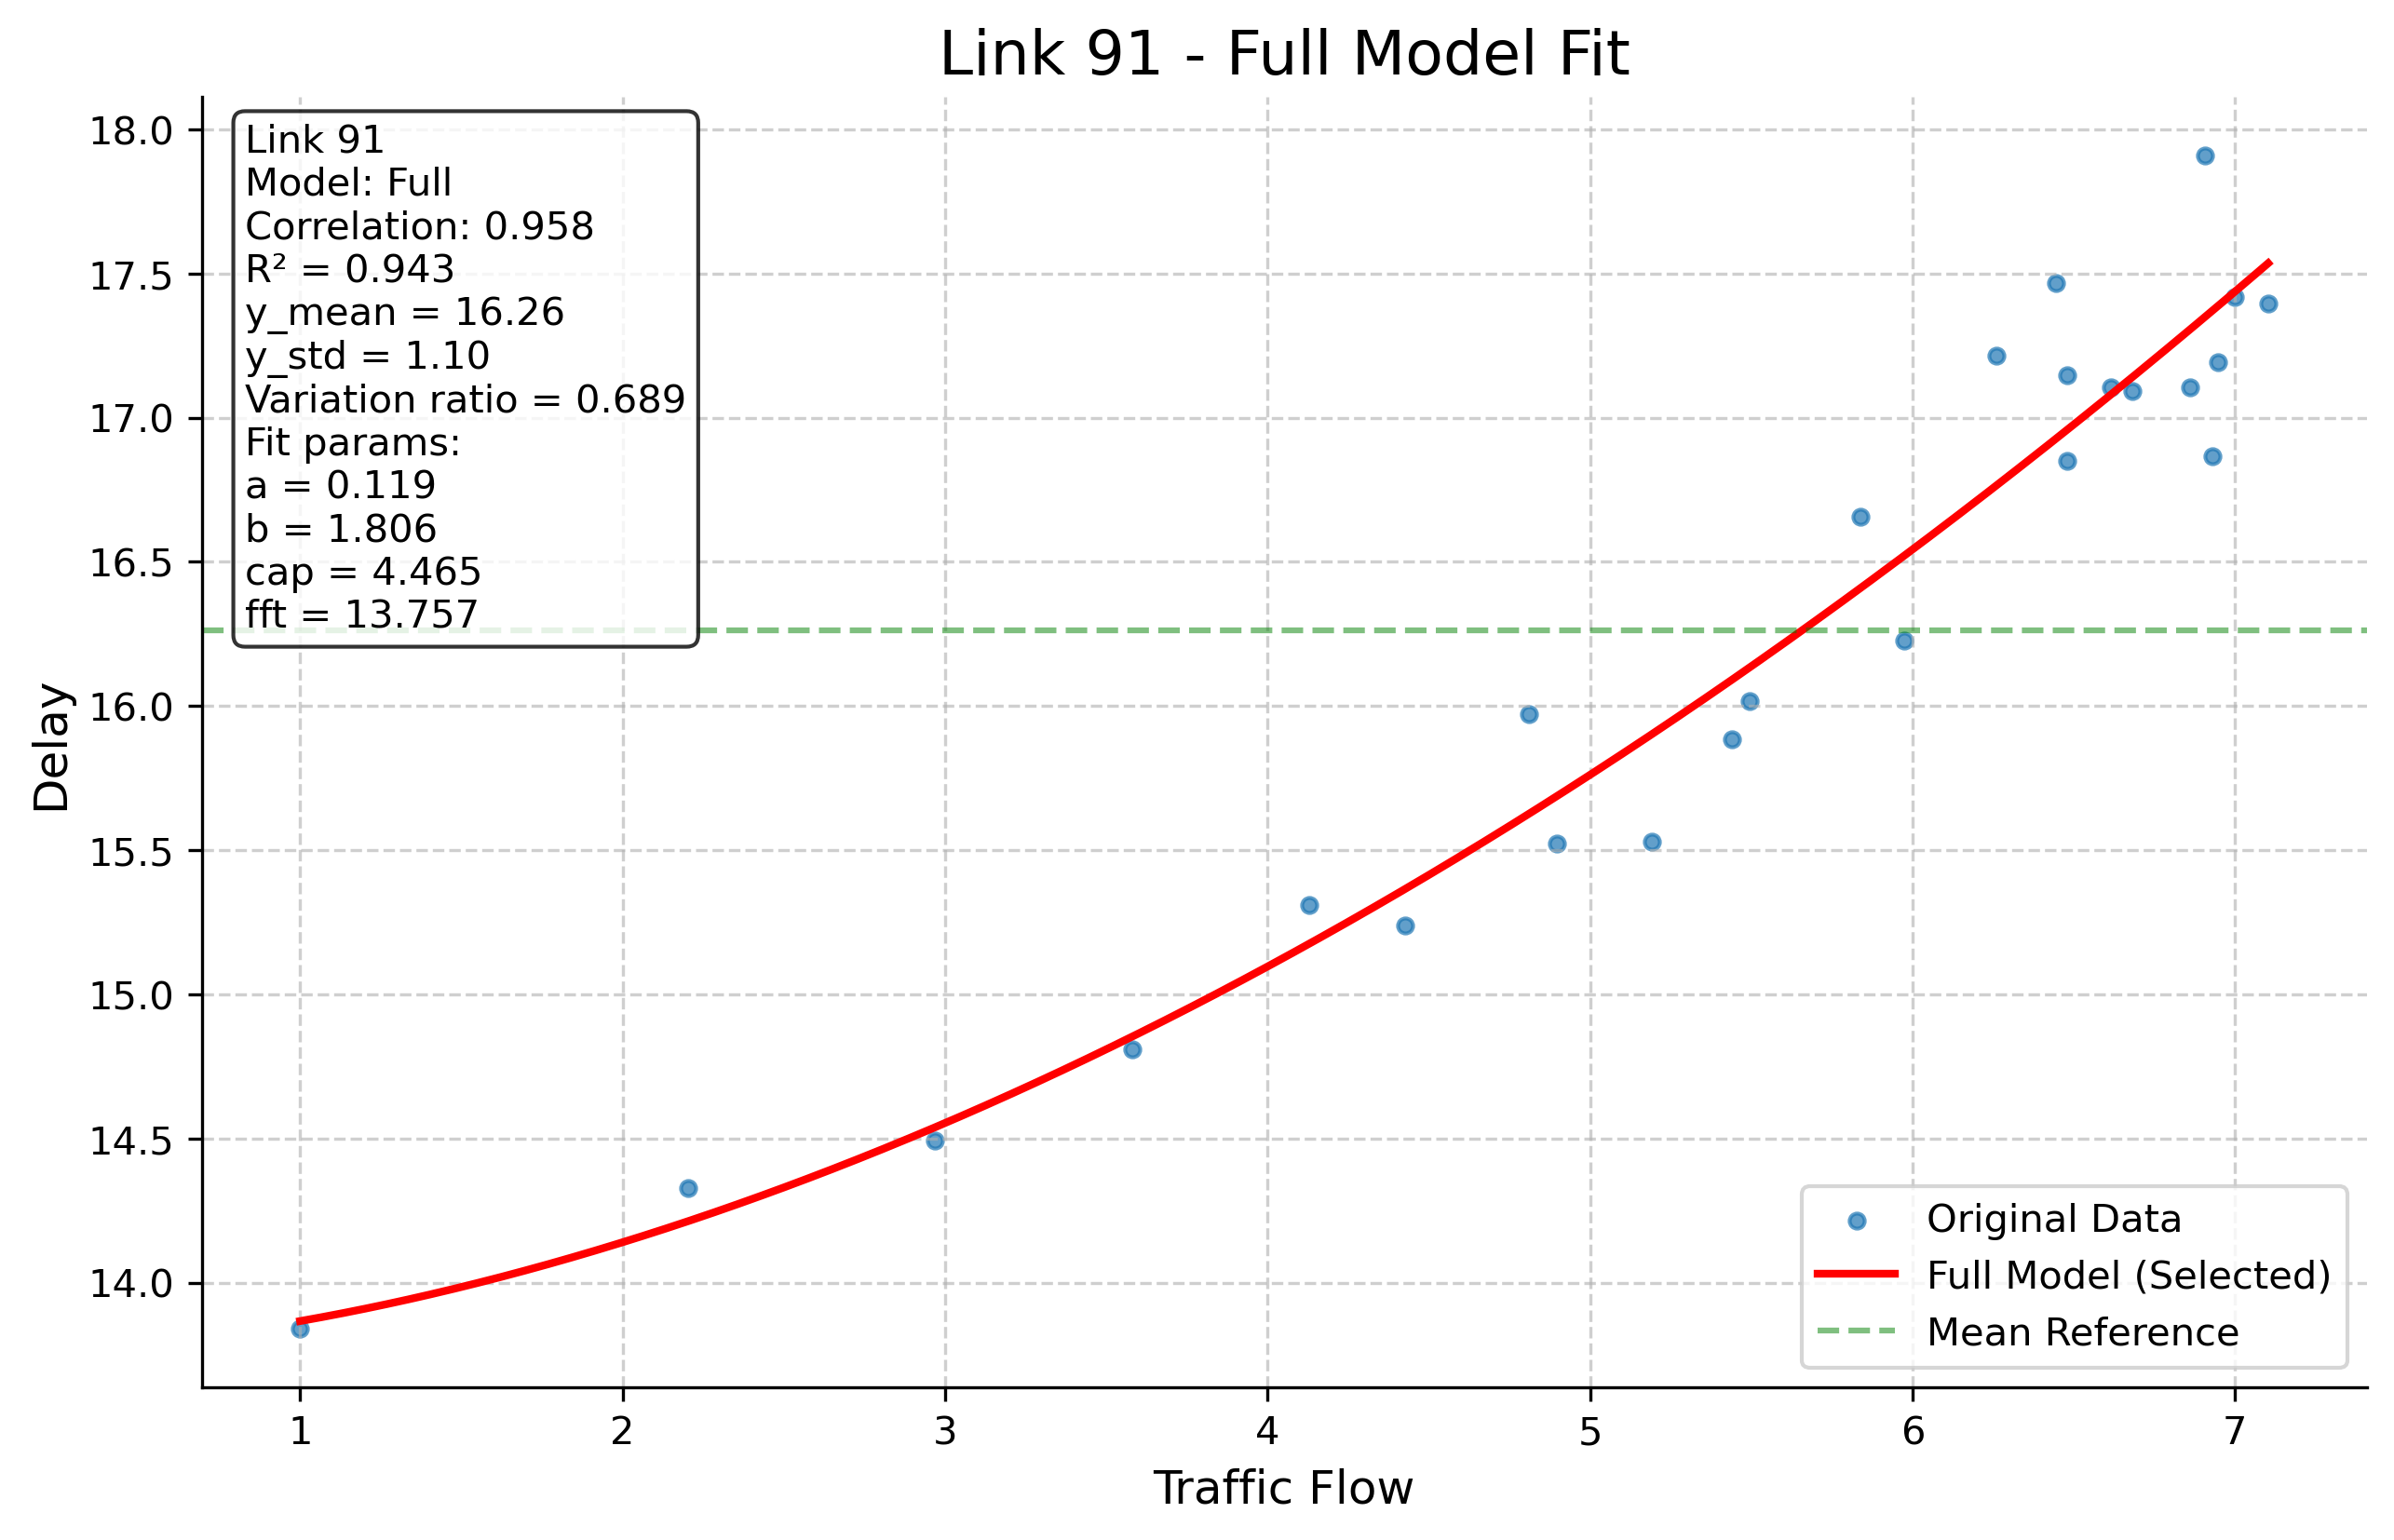 Link 91 - Full Model Fit
Link 91
Model: Full
Correlation: 0.958
R² = 0.943
y_mean = 16.26
y_std = 1.10
Variation ratio = 0.689
Fit params:
a = 0.119
b = 1.806
cap = 4.465
fft = 13.757
18.0
17.5
17.0
16.5
16.0
15.5
15.0
14.5
14.0
Delay
Original Data
Full Model (Selected)
Mean Reference
1 2 3 4 5 6 7
Traffic Flow